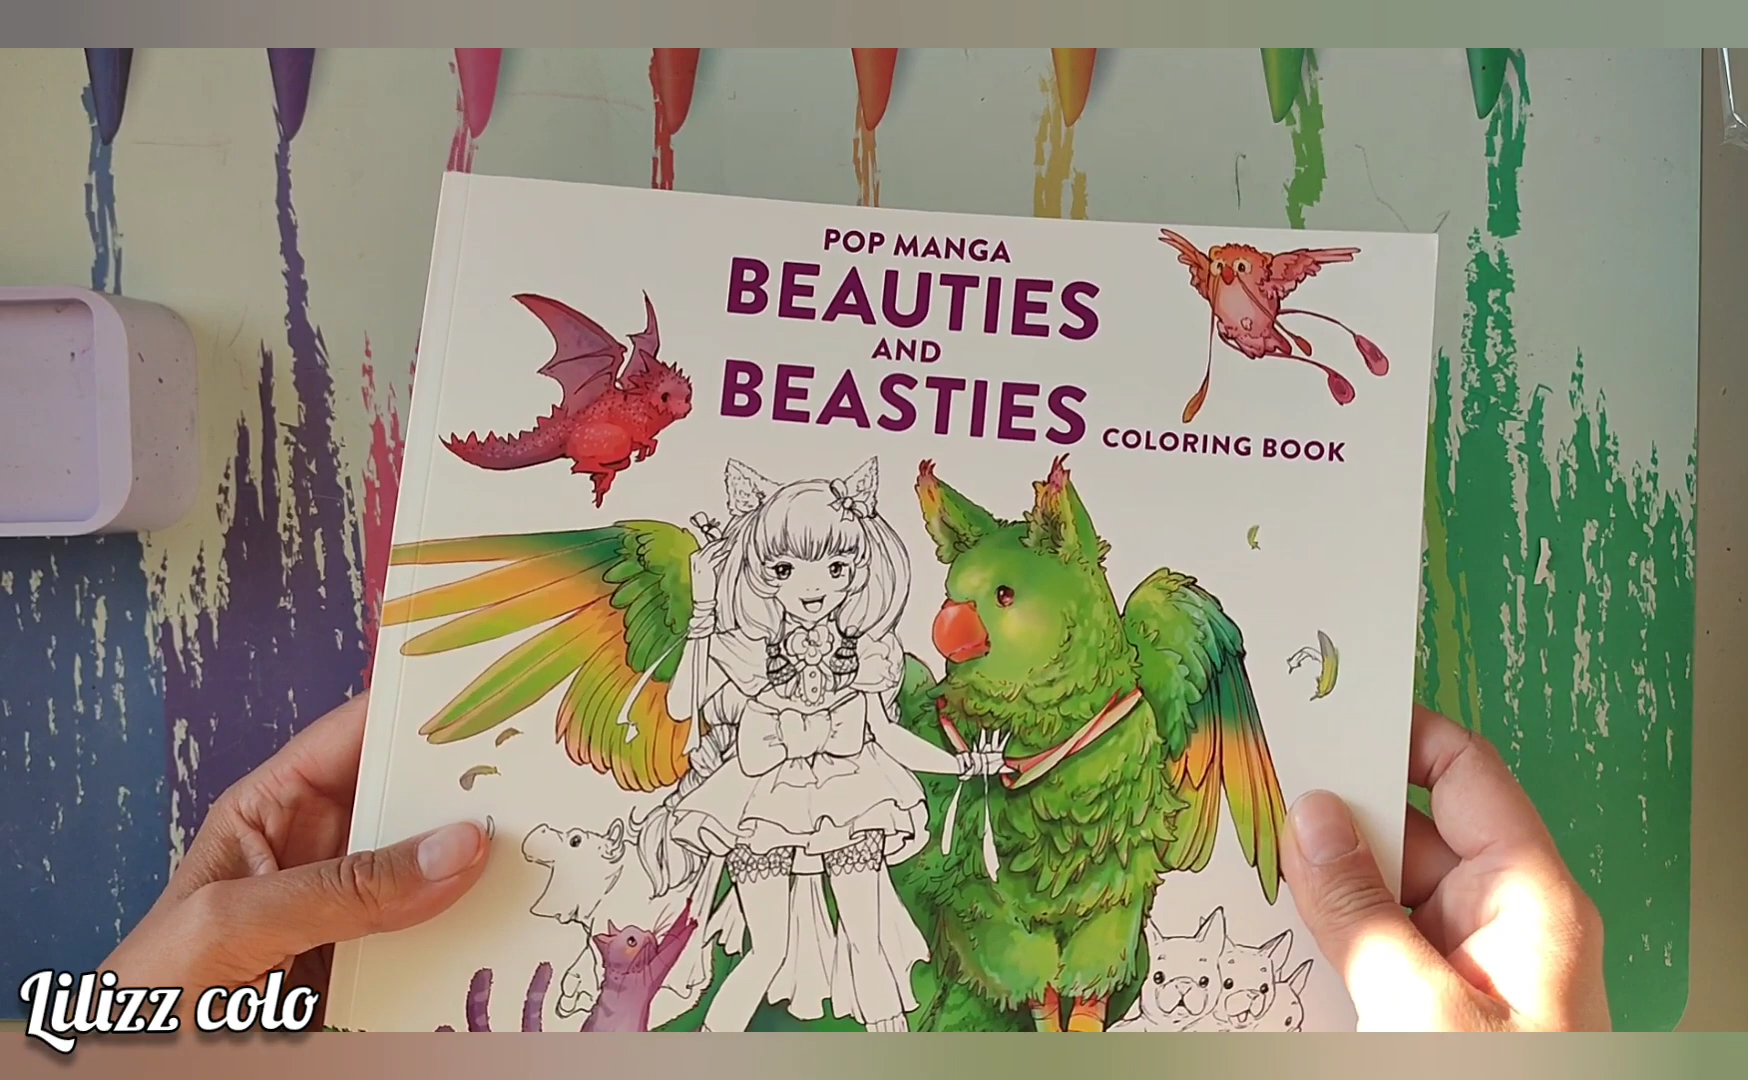 POP MANGA
BEAUTIES
AND
BEASTIES
COLORING BOOK
Lilizz colo